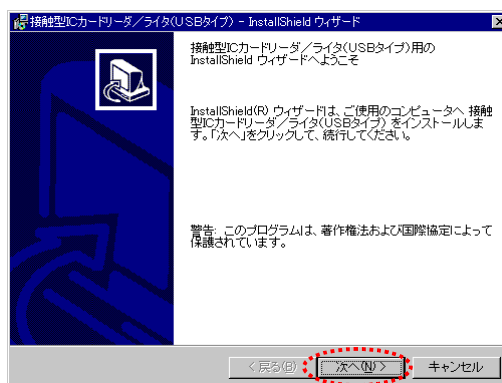 接触型ICカードリーダ／ライタ(USBタイプ) - InstallShield ウィザード
接触型ICカードリーダ／ライタ(USBタイプ)用の
InstallShield ウィザードへようこそ
InstallShield(R) ウィザードは、ご使用のコンピュータへ 接触
型ICカードリーダ／ライタ(USBタイプ) をインストールしま
す。「次へ」をクリックして、続行してください。
警告: このプログラムは、著作権法および国際協定によって
保護されています。
< 戻る(B)
次へ(N) >
キャンセル